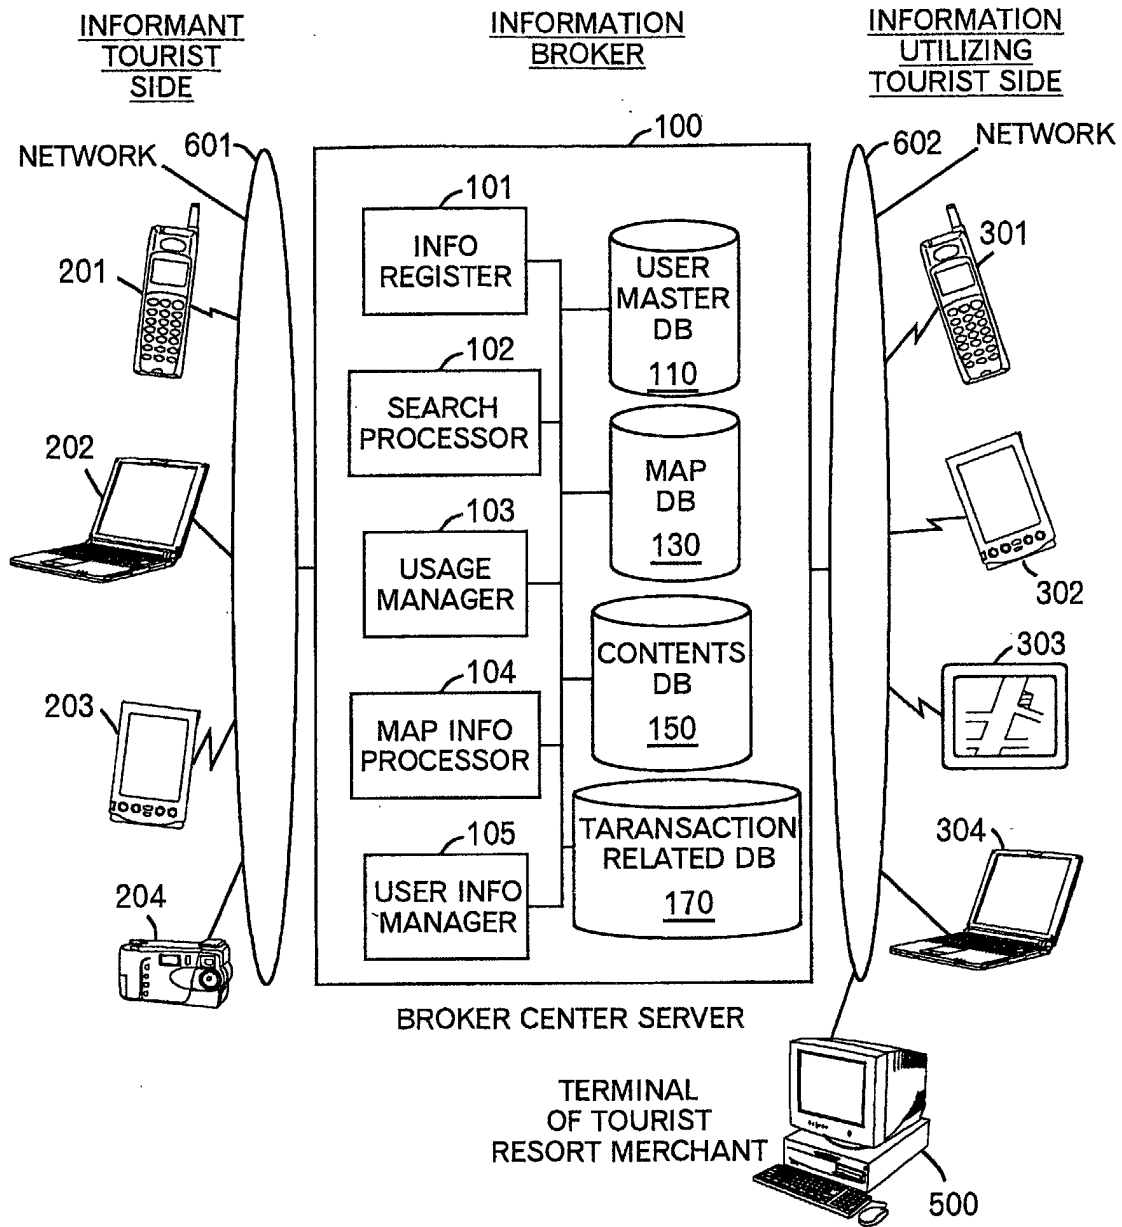 INFORMANT
TOURIST
SIDE
INFORMATION
BROKER
INFORMATION
UTILIZING
TOURIST SIDE
NETWORK
601
100
602
NETWORK
101
INFO
REGISTER
USER
MASTER
DB
110
201
301
102
SEARCH
PROCESSOR
MAP
DB
130
202
302
103
USAGE
MANAGER
CONTENTS
DB
150
203
303
104
MAP INFO
PROCESSOR
TARANSACTION
RELATED DB
170
204
304
105
USER INFO
MANAGER
BROKER CENTER SERVER
TERMINAL
OF TOURIST
RESORT MERCHANT
500